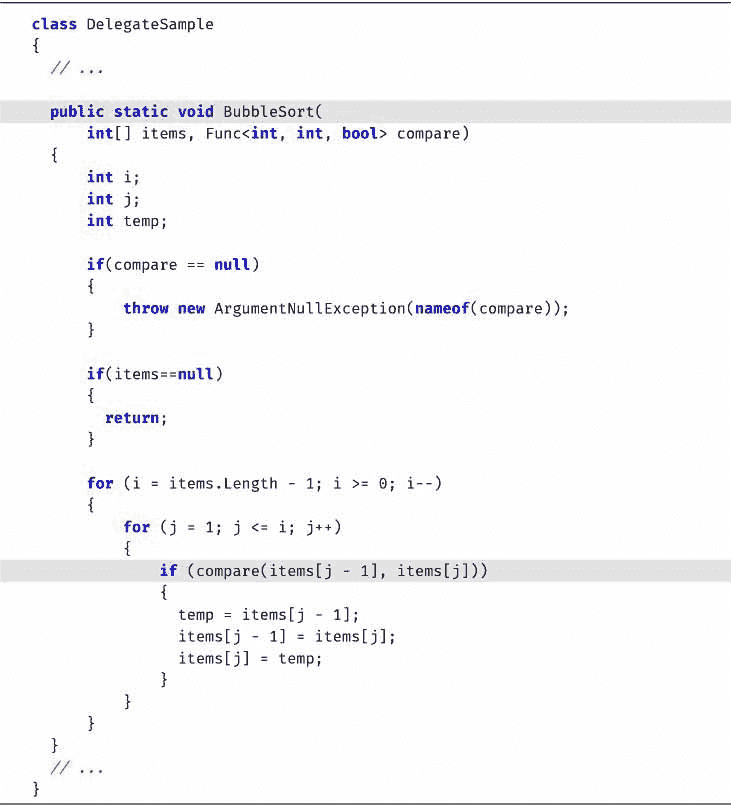 class DelegateSample
{
  // ...

  public static void BubbleSort(
      int[] items, Func<int, int, bool> compare)
  {
      int i;
      int j;
      int temp;

      if(compare == null)
      {
          throw new ArgumentNullException(nameof(compare));
      }

      if(items==null)
      {
        return;
      }

      for (i = items.Length - 1; i >= 0; i--)
      {
          for (j = 1; j <= i; j++)
          {
              if (compare(items[j - 1], items[j]))
              {
                temp = items[j - 1];
                items[j - 1] = items[j];
                items[j] = temp;
              }
          }
      }
  }
  // ...
}